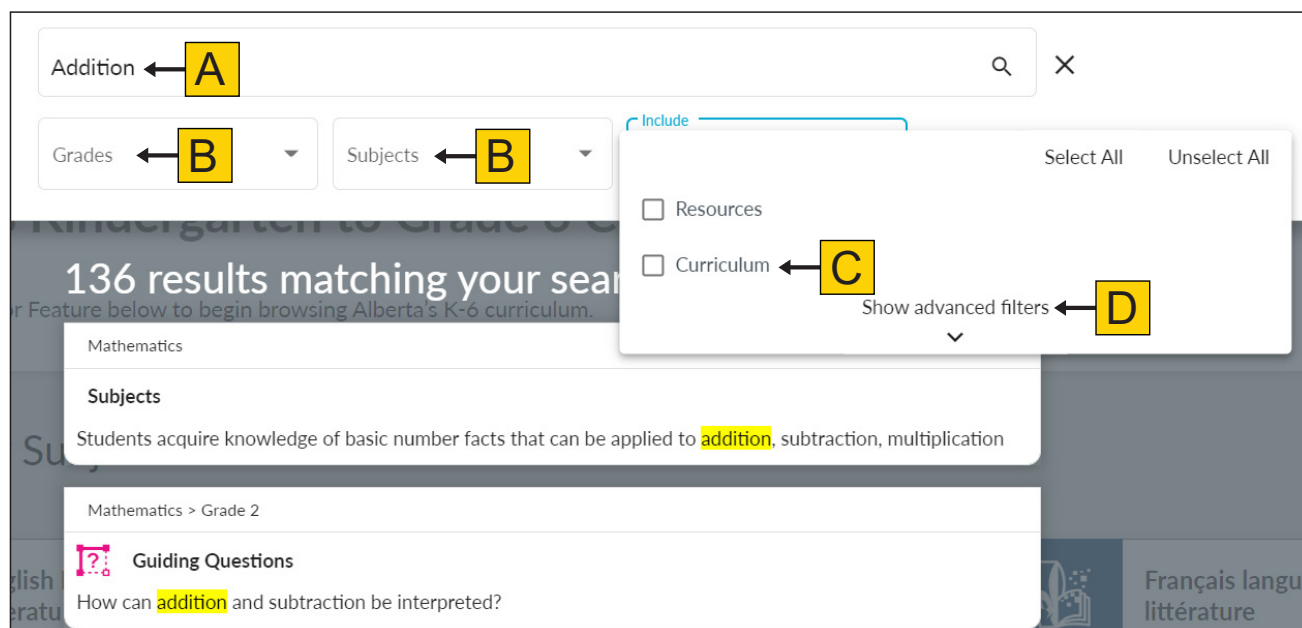 Addition A
Include
Grades B Subjects B
Select All Unselect All
Resources
Kindergarten to Grade 6 C
Curriculum C
136 results matching your sear
r Feature below to begin browsing Alberta's K-6 curriculum.
Show advanced filters D
Mathematics
Subjects
Students acquire knowledge of basic number facts that can be applied to addition, subtraction, multiplication
Su
Mathematics > Grade 2
? Guiding Questions
How can addition and subtraction be interpreted?
glish
eratu
Français langu
littérature